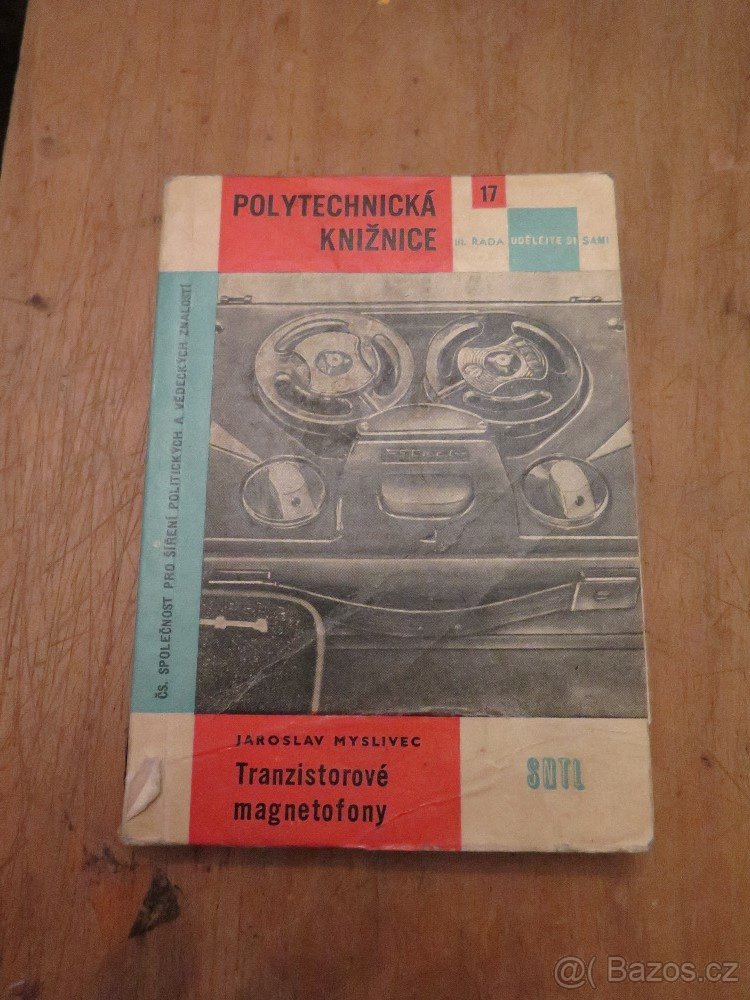 POLYTECHNICKÁ
KNIŽNICE
17
III. ŘADA UDĚLEJTE SI SAMI
ČS. SPOLEČNOST PRO ŠÍŘENÍ POLITICKÝCH A VĚDECKÝCH ZNALOSTÍ
JAROSLAV MYSLIVEC
Tranzistorové
magnetofony
SNTL
@( Bazos.cz